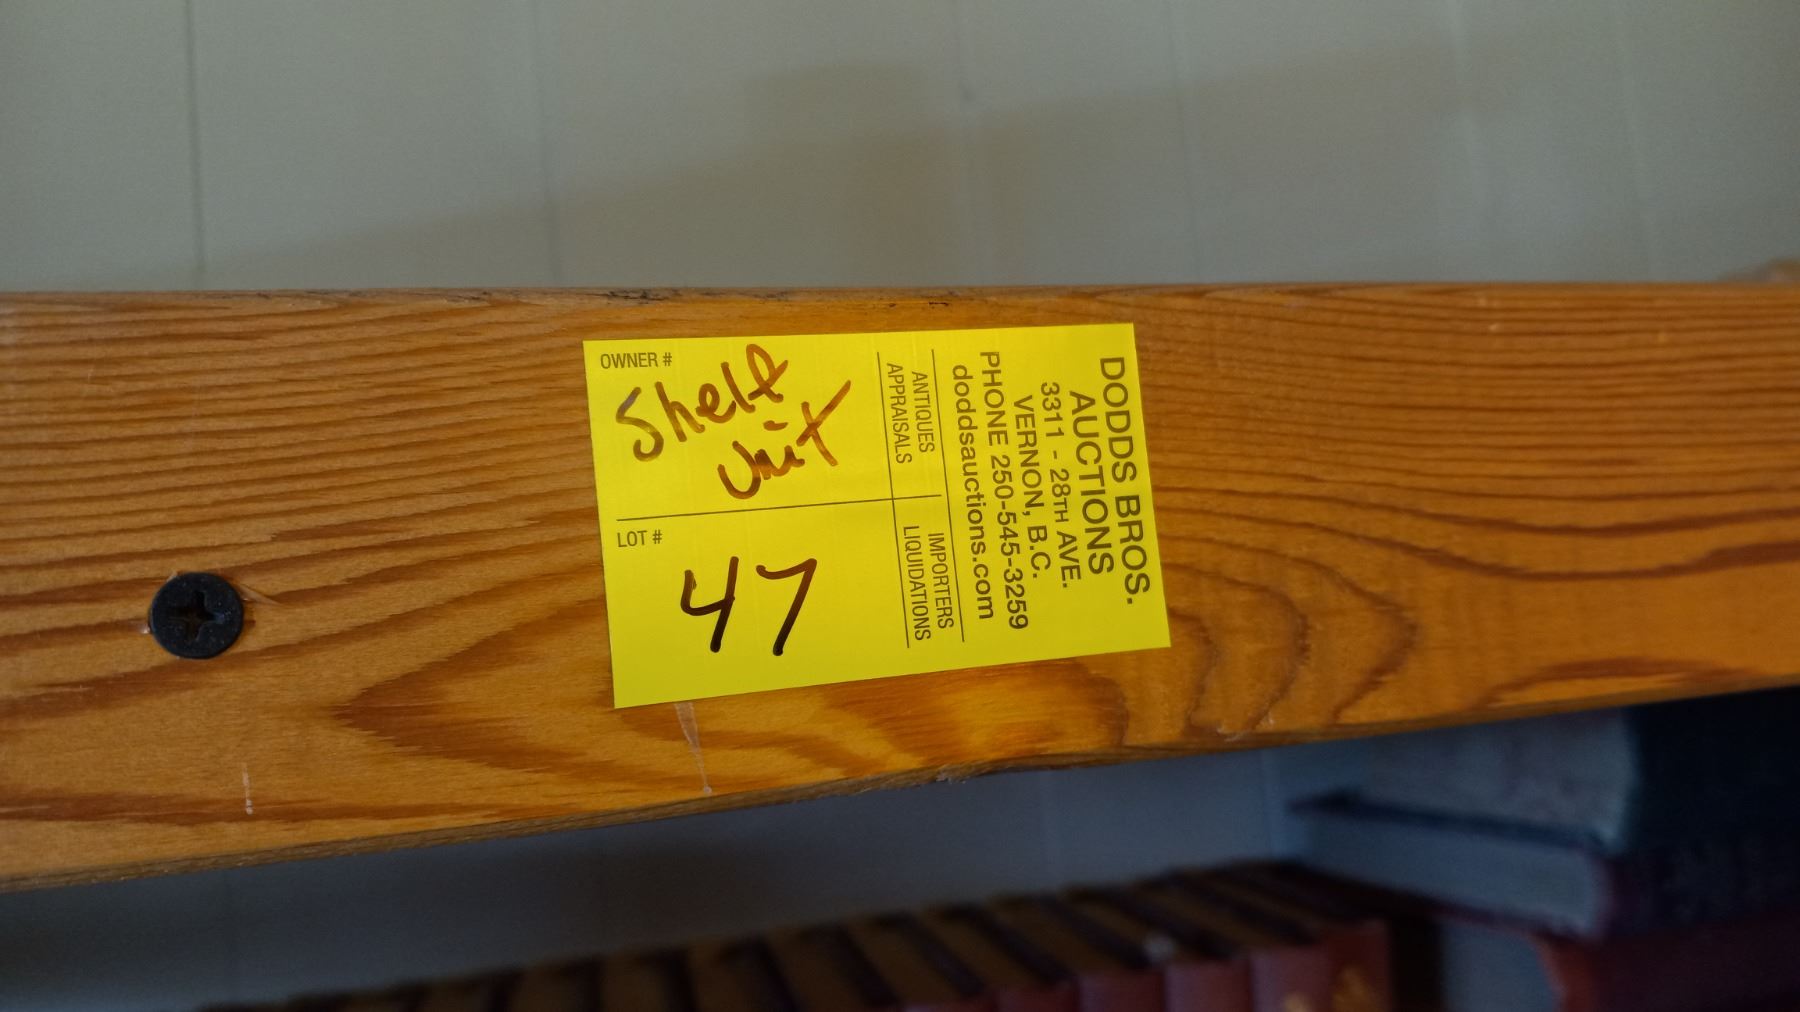 DODDS BROS.
AUCTIONS
3311 - 28TH AVE.
VERNON, B.C.
PHONE 250-545-3259
doddsauctions.com
ANTIQUES
APPRAISALS
IMPORTERS
LIQUIDATIONS
OWNER #
Shelf
Unit
LOT #
47